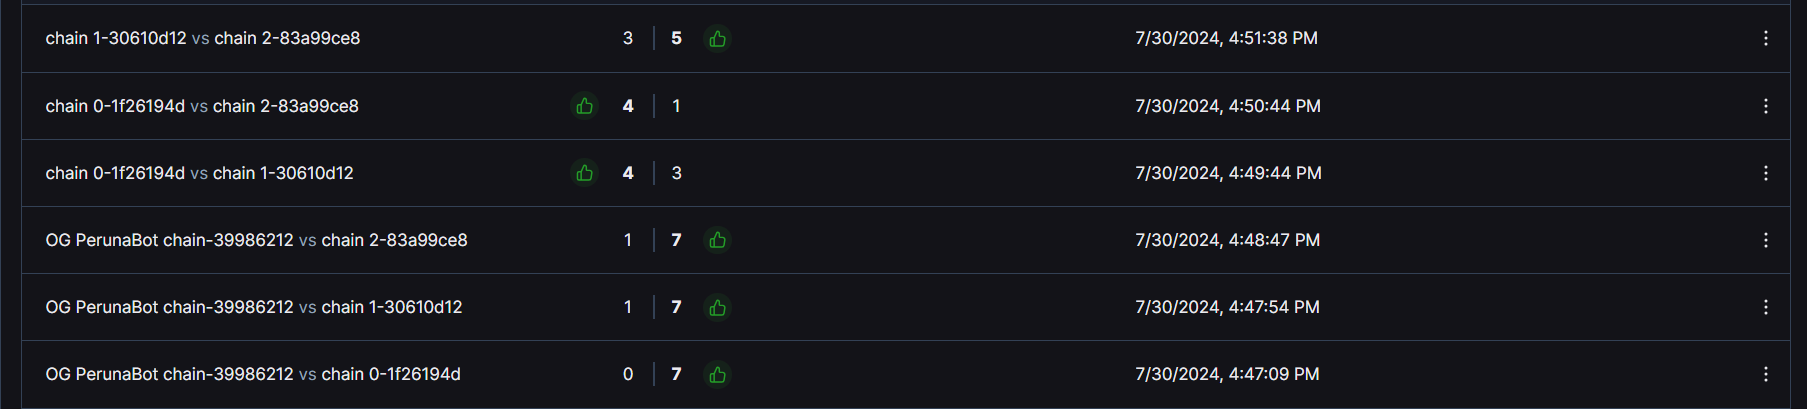 chain 1-30610d12 vs chain 2-83a99ce8 3 5 7/30/2024, 4:51:38 PM
chain 0-1f26194d vs chain 2-83a99ce8 4 1 7/30/2024, 4:50:44 PM
chain 0-1f26194d vs chain 1-30610d12 4 3 7/30/2024, 4:49:44 PM
OG PerunaBot chain-39986212 vs chain 2-83a99ce8 1 7 7/30/2024, 4:48:47 PM
OG PerunaBot chain-39986212 vs chain 1-30610d12 1 7 7/30/2024, 4:47:54 PM
OG PerunaBot chain-39986212 vs chain 0-1f26194d 0 7 7/30/2024, 4:47:09 PM